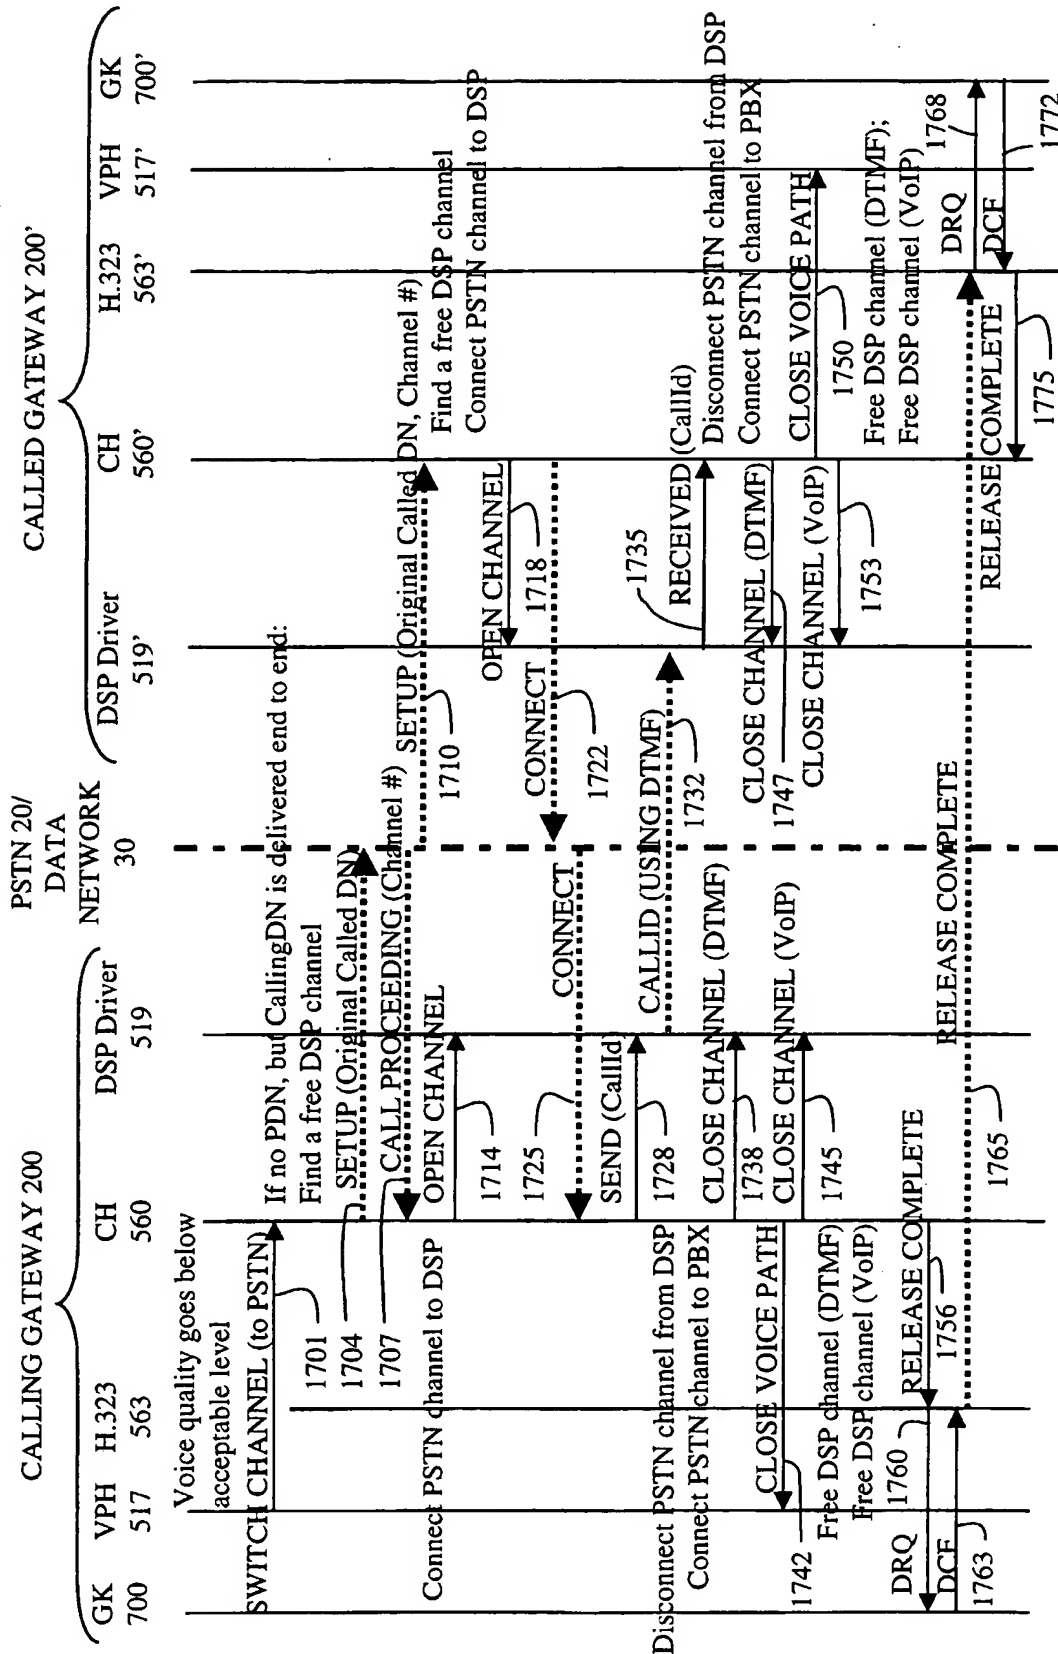 CALLING GATEWAY 200
PSTN 20/
DATA
NETWORK
30
CALLED GATEWAY 200'
GK
700
VPH
517
H.323
563
CH
560
DSP Driver
519
DSP Driver
519'
CH
560'
H.323
563'
VPH
517'
GK
700'
Voice quality goes below
acceptable level
SWITCH CHANNEL (to PSTN)
1701
If no PDN, but CallingDN is delivered end to end:
Find a free DSP channel
SETUP (Original Called DN)
1704
CALL PROCEEDING (Channel #)
1707
SETUP (Original Called DN, Channel #)
1710
Find a free DSP channel
Connect PSTN channel to DSP
Connect PSTN channel to DSP
OPEN CHANNEL
1714
OPEN CHANNEL
1718
CONNECT
1722
CONNECT
1725
SEND (CallId)
1728
CALLID (USING DTMF)
1732
1735
RECEIVED (CallId)
Disconnect PSTN channel from DSP
Connect PSTN channel to PBX
Disconnect PSTN channel from DSP
Connect PSTN channel to PBX
CLOSE CHANNEL (DTMF)
1738
CLOSE VOICE PATH
1742
CLOSE CHANNEL (VoIP)
1745
CLOSE CHANNEL (DTMF)
1747
CLOSE VOICE PATH
1750
CLOSE CHANNEL (VoIP)
1753
Free DSP channel (DTMF)
Free DSP channel (VoIP)
Free DSP channel (DTMF);
Free DSP channel (VoIP)
RELEASE COMPLETE
1756
DRQ
1760
DCF
1763
RELEASE COMPLETE
1765
RELEASE COMPLETE
DRQ
1768
DCF
1772
1775